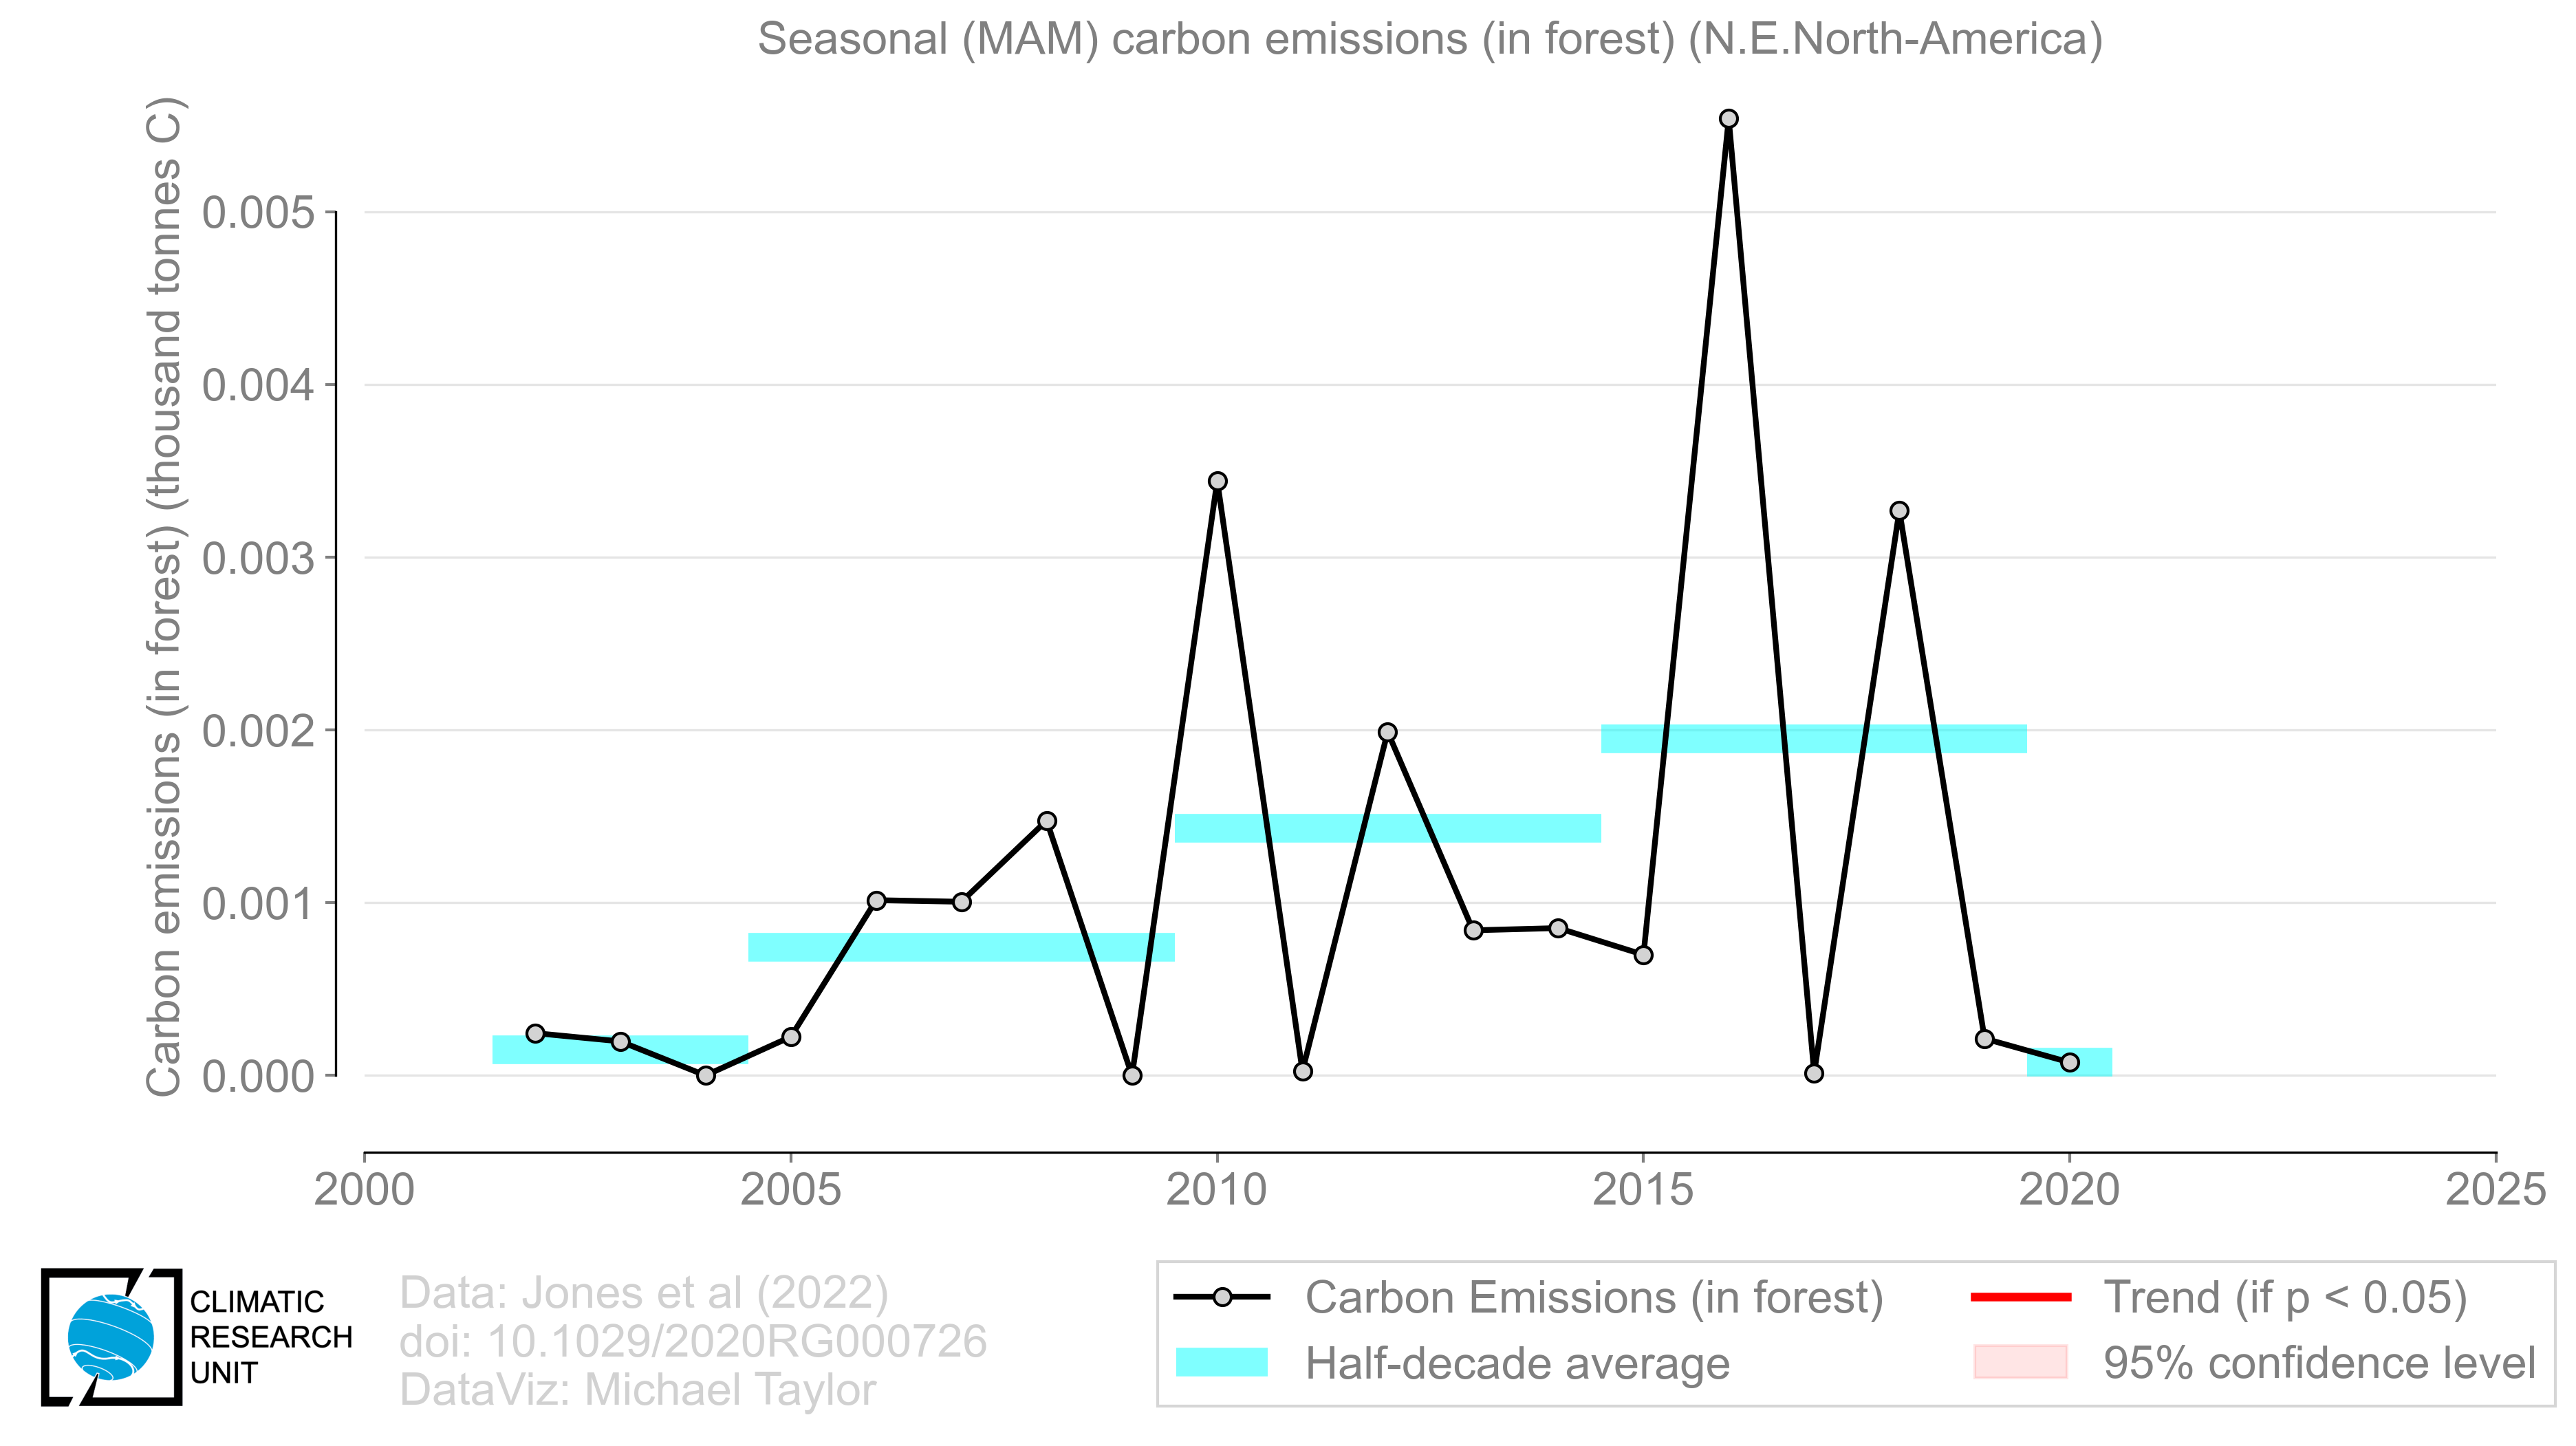 Seasonal (MAM) carbon emissions (in forest) (N.E.North-America)
Carbon emissions (in forest) (thousand tonnes C)
0.005
0.004
0.003
0.002
0.001
0.000
2000
2005
2010
2015
2020
2025
CLIMATIC
RESEARCH
UNIT
Data: Jones et al (2022)
doi: 10.1029/2020RG000726
DataViz: Michael Taylor
Carbon Emissions (in forest)
Half-decade average
Trend (if p < 0.05)
95% confidence level